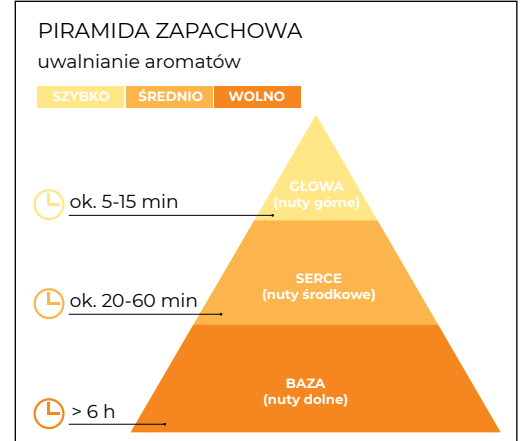 PIRAMIDA ZAPACHOWA
uwalnianie aromatów
SZYBKO ŚREDNIO WOLNO
GŁOWA
(nuty górne)
ok. 5-15 min
SERCE
(nuty środkowe)
ok. 20-60 min
BAZA
(nuty dolne)
> 6 h